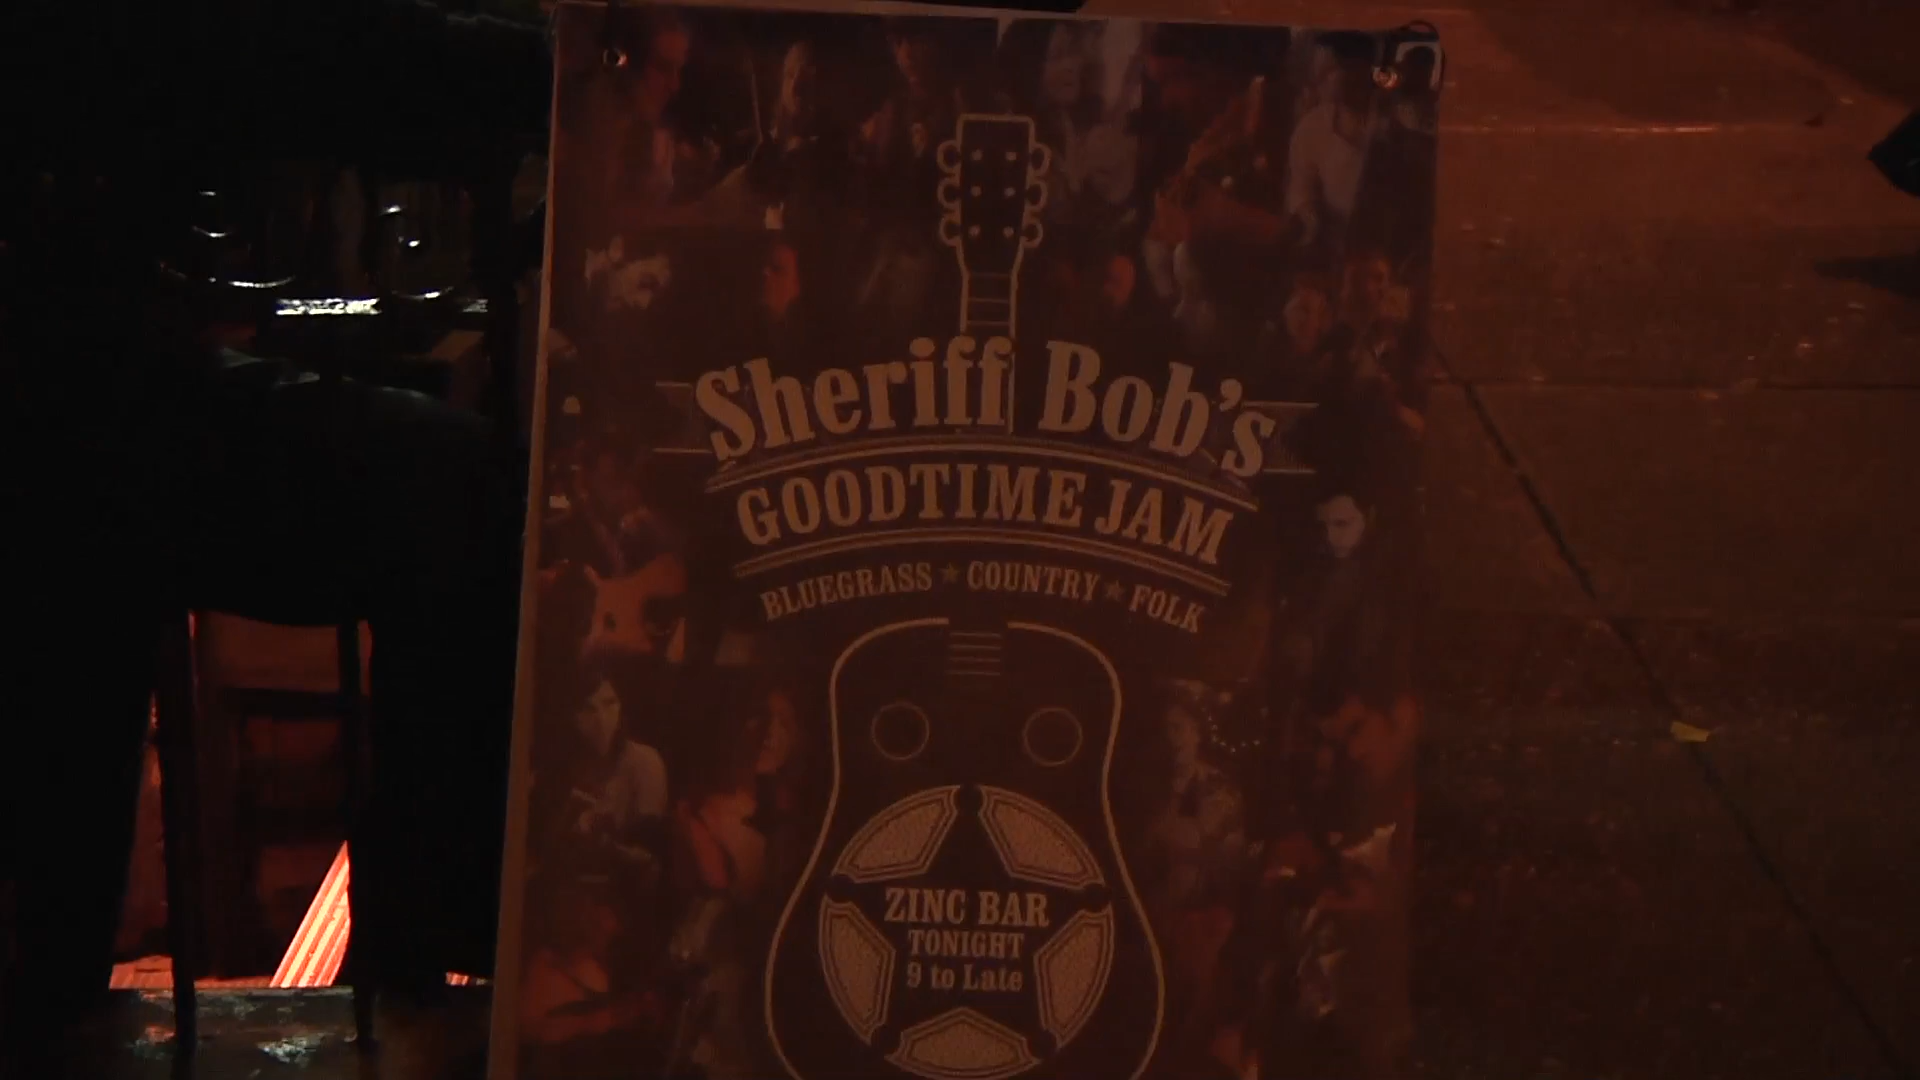 Sheriff Bob's
GOODTIME JAM
BLUEGRASS ★ COUNTRY ★ FOLK
ZINC BAR
TONIGHT
9 to Late